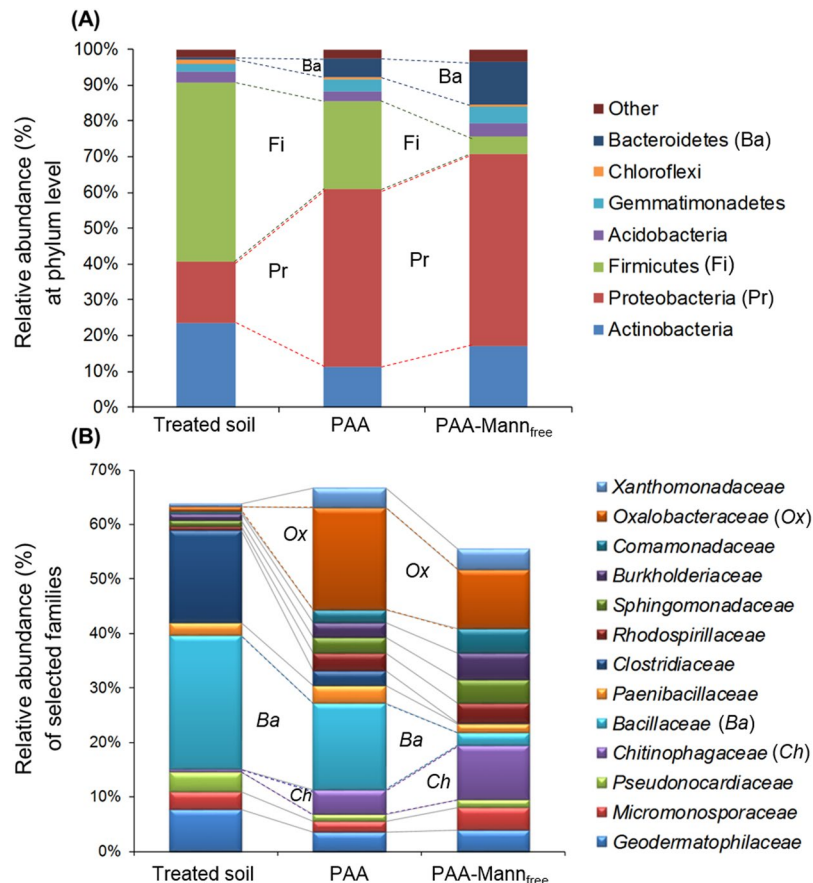 (A)
Relative abundance (%)
at phylum level
100%
90%
80%
70%
60%
50%
40%
30%
20%
10%
0%
Ba
Fi
Pr
Ba
Fi
Pr
Treated soil
PAA
PAA-Mannfree
Other
Bacteroidetes (Ba)
Chloroflexi
Gemmatimonadetes
Acidobacteria
Firmicutes (Fi)
Proteobacteria (Pr)
Actinobacteria
(B)
Relative abundance (%)
of selected families
70%
60%
50%
40%
30%
20%
10%
0%
Ox
Ba
Ch
Ox
Ba
Ch
Treated soil
PAA
PAA-Mannfree
Xanthomonadaceae
Oxalobacteraceae (Ox)
Comamonadaceae
Burkholderiaceae
Sphingomonadaceae
Rhodospirillaceae
Clostridiaceae
Paenibacillaceae
Bacillaceae (Ba)
Chitinophagaceae (Ch)
Pseudonocardiaceae
Micromonosporaceae
Geodermatophilaceae